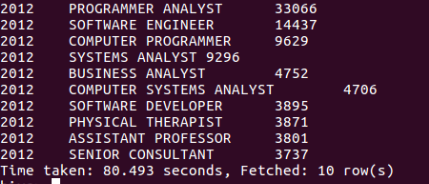 2012 PROGRAMMER ANALYST 33066
2012 SOFTWARE ENGINEER 14437
2012 COMPUTER PROGRAMMER 9629
2012 SYSTEMS ANALYST 9296
2012 BUSINESS ANALYST 4752
2012 COMPUTER SYSTEMS ANALYST 4706
2012 SOFTWARE DEVELOPER 3895
2012 PHYSICAL THERAPIST 3871
2012 ASSISTANT PROFESSOR 3801
2012 SENIOR CONSULTANT 3737
Time taken: 80.493 seconds, Fetched: 10 row(s)